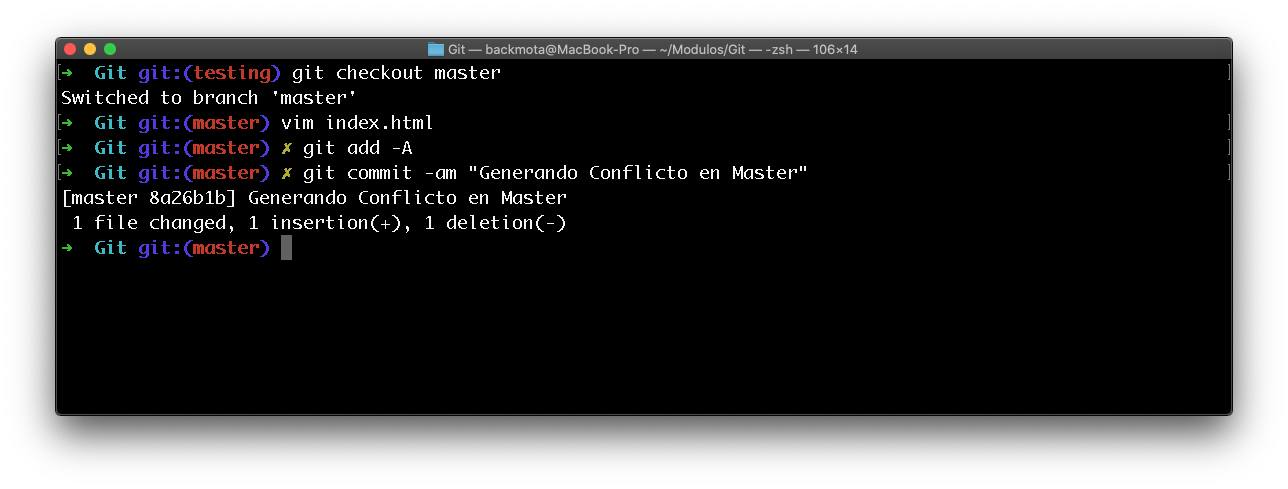 Git — backmota@MacBook-Pro — ~/Modulos/Git — -zsh — 106×14
[➜  Git git:(testing) git checkout master ]
Switched to branch 'master'
[➜  Git git:(master) vim index.html ]
[➜  Git git:(master) ✗ git add -A ]
[➜  Git git:(master) ✗ git commit -am "Generando Conflicto en Master" ]
[master 8a26b1b] Generando Conflicto en Master
 1 file changed, 1 insertion(+), 1 deletion(-)
➜  Git git:(master)